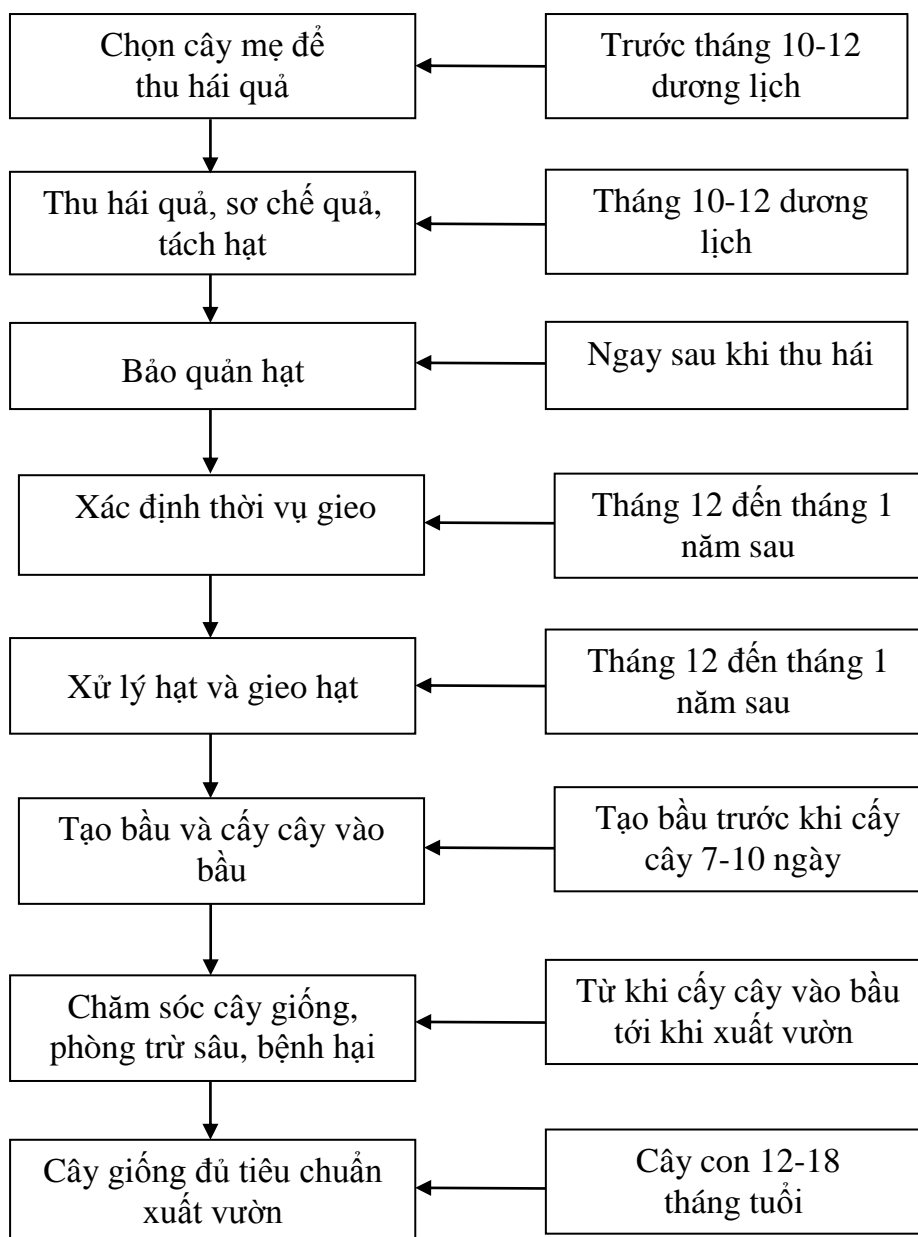 Chọn cây mẹ để
thu hái quả
Trước tháng 10-12
dương lịch
Thu hái quả, sơ chế quả,
tách hạt
Tháng 10-12 dương
lịch
Bảo quản hạt
Ngay sau khi thu hái
Xác định thời vụ gieo
Tháng 12 đến tháng 1
năm sau
Xử lý hạt và gieo hạt
Tháng 12 đến tháng 1
năm sau
Tạo bầu và cấy cây vào
bầu
Tạo bầu trước khi cấy
cây 7-10 ngày
Chăm sóc cây giống,
phòng trừ sâu, bệnh hại
Từ khi cấy cây vào bầu
tới khi xuất vườn
Cây giống đủ tiêu chuẩn
xuất vườn
Cây con 12-18
tháng tuổi